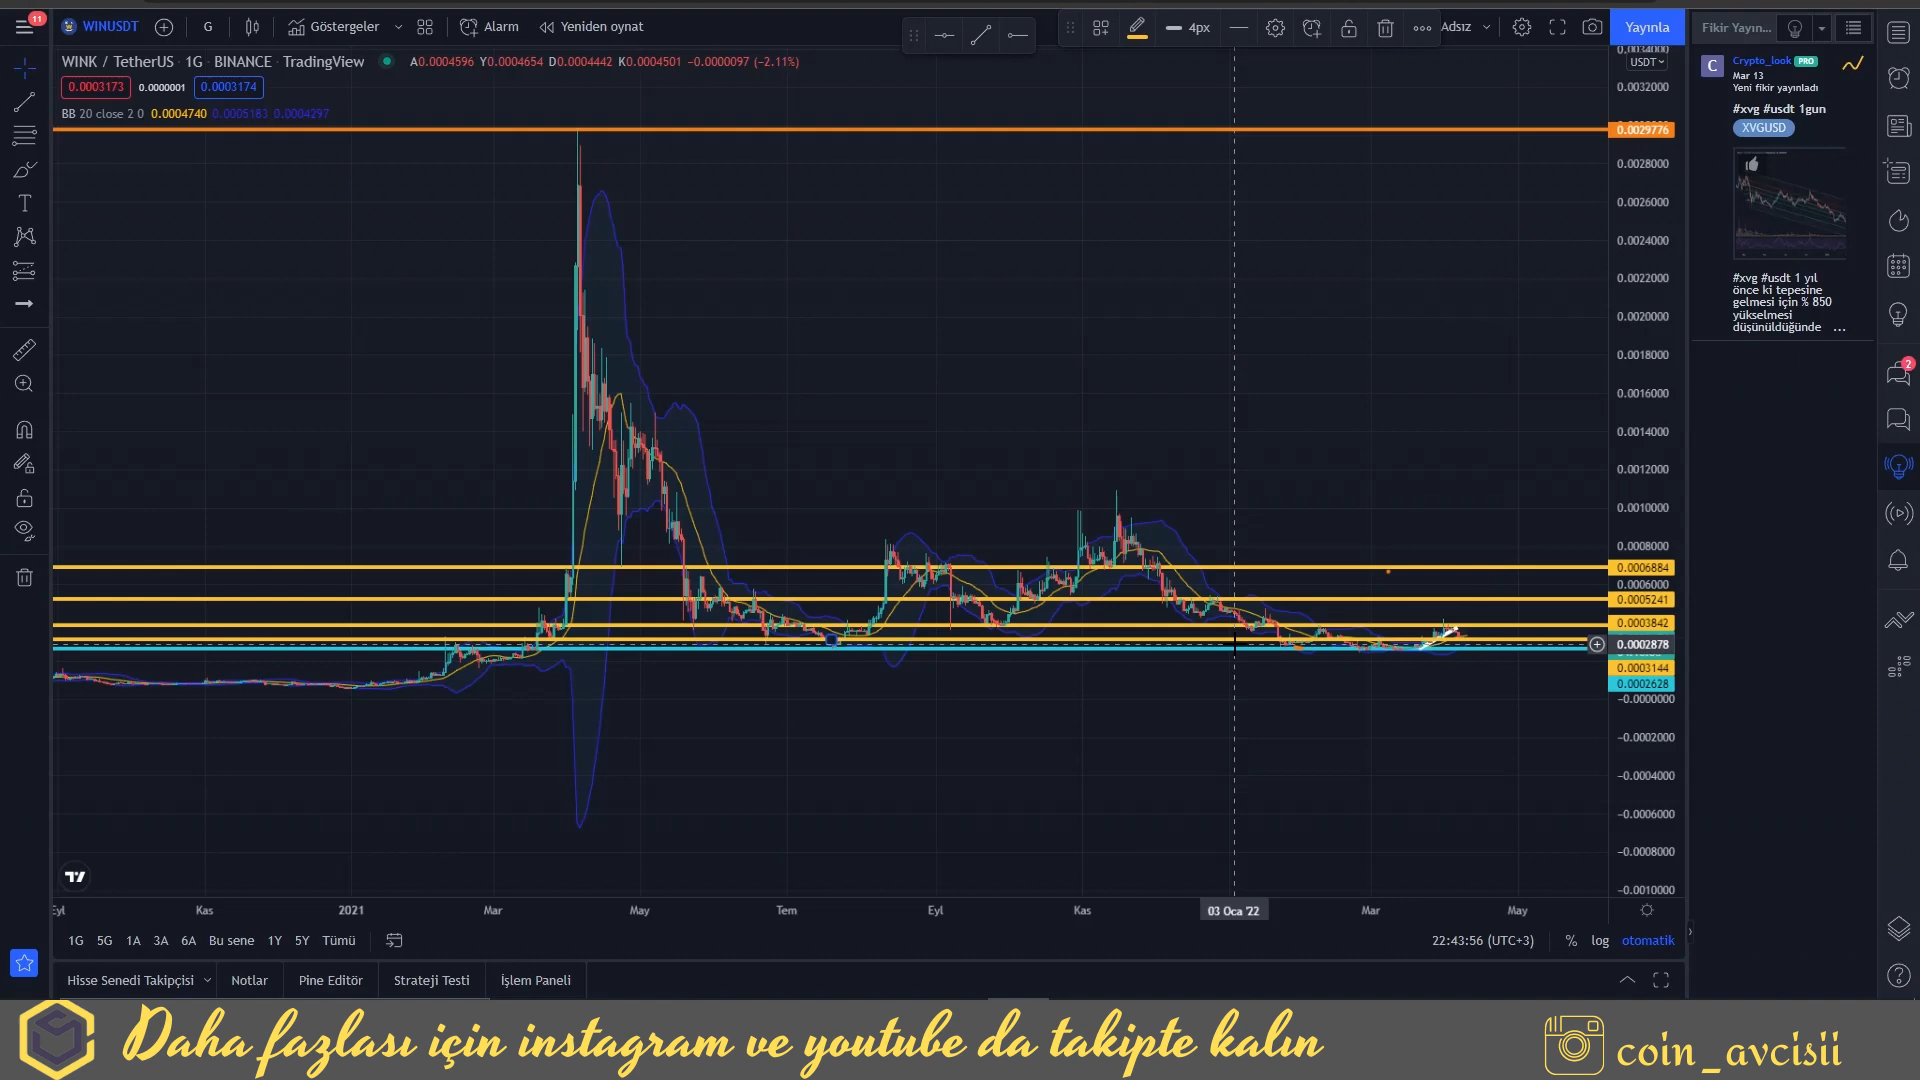 11
WINUSDT
G
Göstergeler
Alarm
Yeniden oynat
4px
Adsız
Yayınla
Fikir Yayın...
WINK / TetherUS · 1G · BINANCE · TradingView
A0.0004596 Y0.0004654 D0.0004442 K0.0004501 −0.0000097 (−2.11%)
0.0003173
0.0000001
0.0003174
BB 20 close 2 0 0.0004740 0.0005183 0.0004297
USDT
0.0032000
0.0029776
0.0028000
0.0026000
0.0024000
0.0022000
0.0020000
0.0018000
0.0016000
0.0014000
0.0012000
0.0010000
0.0008000
0.0006884
0.0006000
0.0005241
0.0003842
0.0002878
0.0003144
0.0002628
−0.0000000
−0.0002000
−0.0004000
−0.0006000
−0.0008000
−0.0010000
C
Crypto_look PRO
Mar 13
Yeni fikir yayınladı
#xvg #usdt 1gun
XVGUSD
#xvg #usdt 1 yıl
önce ki tepesine
gelmesi için % 850
yükselmesi
düşünüldüğünde ...
2
Eyl
Kas
2021
Mar
May
Tem
Eyl
Kas
03 Oca '22
Mar
May
1G 5G 1A 3A 6A Bu sene 1Y 5Y Tümü
22:43:56 (UTC+3)
% log otomatik
Hisse Senedi Takipçisi
Notlar
Pine Editör
Strateji Testi
İşlem Paneli
Daha fazlası için instagram ve youtube da takipte kalın
coin_avcisii